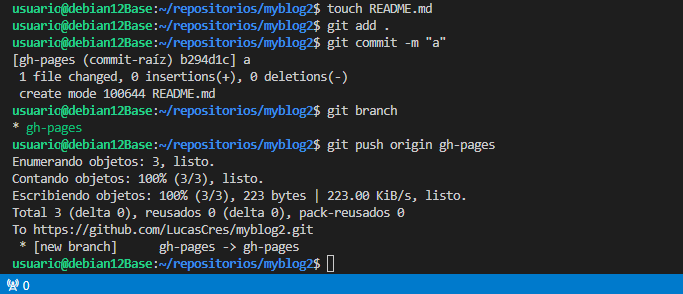 usuario@debian12Base:~/repositorios/myblog2$ touch README.md
usuario@debian12Base:~/repositorios/myblog2$ git add .
usuario@debian12Base:~/repositorios/myblog2$ git commit -m "a"
[gh-pages (commit-raíz) b294d1c] a
 1 file changed, 0 insertions(+), 0 deletions(-)
 create mode 100644 README.md
usuario@debian12Base:~/repositorios/myblog2$ git branch
* gh-pages
usuario@debian12Base:~/repositorios/myblog2$ git push origin gh-pages
Enumerando objetos: 3, listo.
Contando objetos: 100% (3/3), listo.
Escribiendo objetos: 100% (3/3), 223 bytes | 223.00 KiB/s, listo.
Total 3 (delta 0), reusados 0 (delta 0), pack-reusados 0
To https://github.com/LucasCres/myblog2.git
 * [new branch]      gh-pages -> gh-pages
usuario@debian12Base:~/repositorios/myblog2$
0